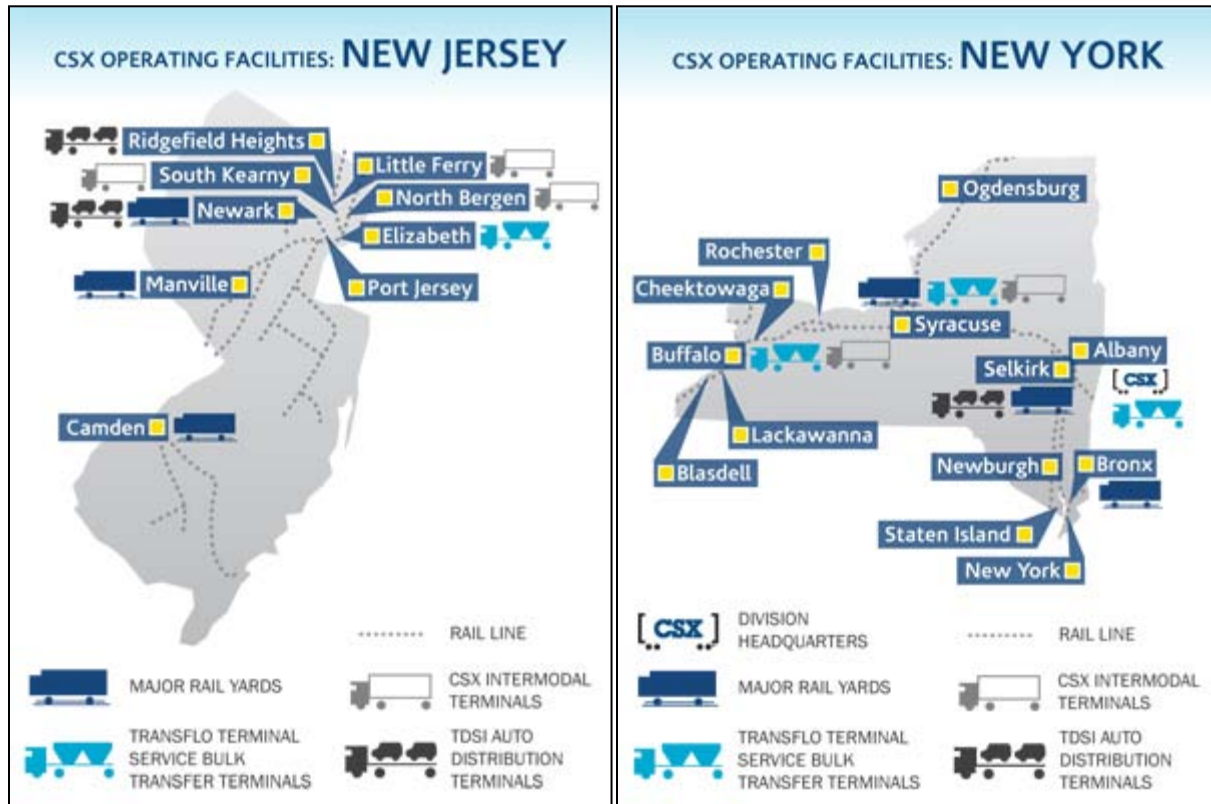 CSX OPERATING FACILITIES: NEW JERSEY
Ridgefield Heights
Little Ferry
South Kearny
North Bergen
Newark
Elizabeth
Manville
Port Jersey
Camden
RAIL LINE
MAJOR RAIL YARDS
CSX INTERMODAL
TERMINALS
TRANSFLO TERMINAL
SERVICE BULK
TRANSFER TERMINALS
TDSI AUTO
DISTRIBUTION
TERMINALS
CSX OPERATING FACILITIES: NEW YORK
Ogdensburg
Rochester
Cheektowaga
Syracuse
Buffalo
Albany
Selkirk
CSX
Lackawanna
Blasdell
Newburgh
Bronx
Staten Island
New York
CSX
DIVISION
HEADQUARTERS
RAIL LINE
MAJOR RAIL YARDS
CSX INTERMODAL
TERMINALS
TRANSFLO TERMINAL
SERVICE BULK
TRANSFER TERMINALS
TDSI AUTO
DISTRIBUTION
TERMINALS